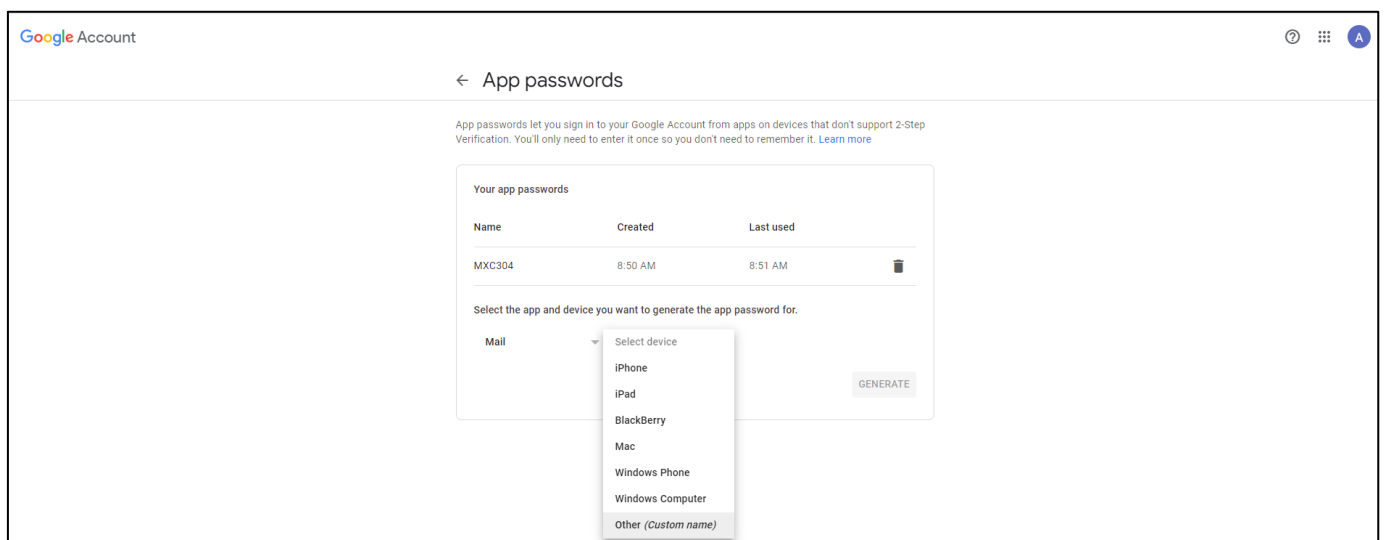 Google Account
A
App passwords
App passwords let you sign in to your Google Account from apps on devices that don't support 2-Step
Verification. You'll only need to enter it once so you don't need to remember it. Learn more
Your app passwords
Name Created Last used
MXC304 8:50 AM 8:51 AM
Select the app and device you want to generate the app password for.
Mail Select device
iPhone
GENERATE
iPad
BlackBerry
Mac
Windows Phone
Windows Computer
Other (Custom name)